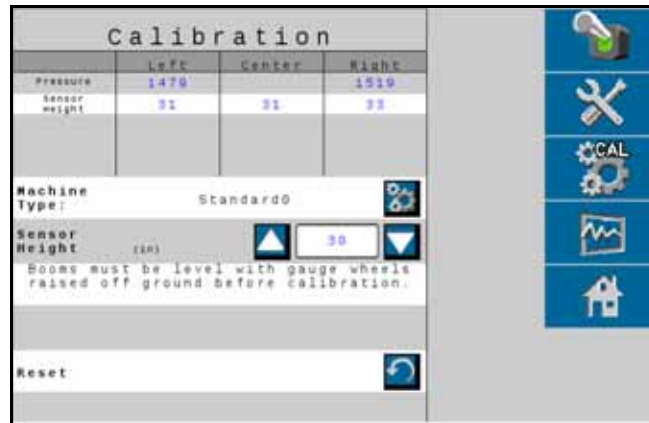 Calibration
Left Center Right
Pressure 1479 1519
Sensor
Height 31 31 33
Machine
Type: Standard0
Sensor
Height (in) 30
Booms must be level with gauge wheels
raised off ground before calibration.
Reset
CAL